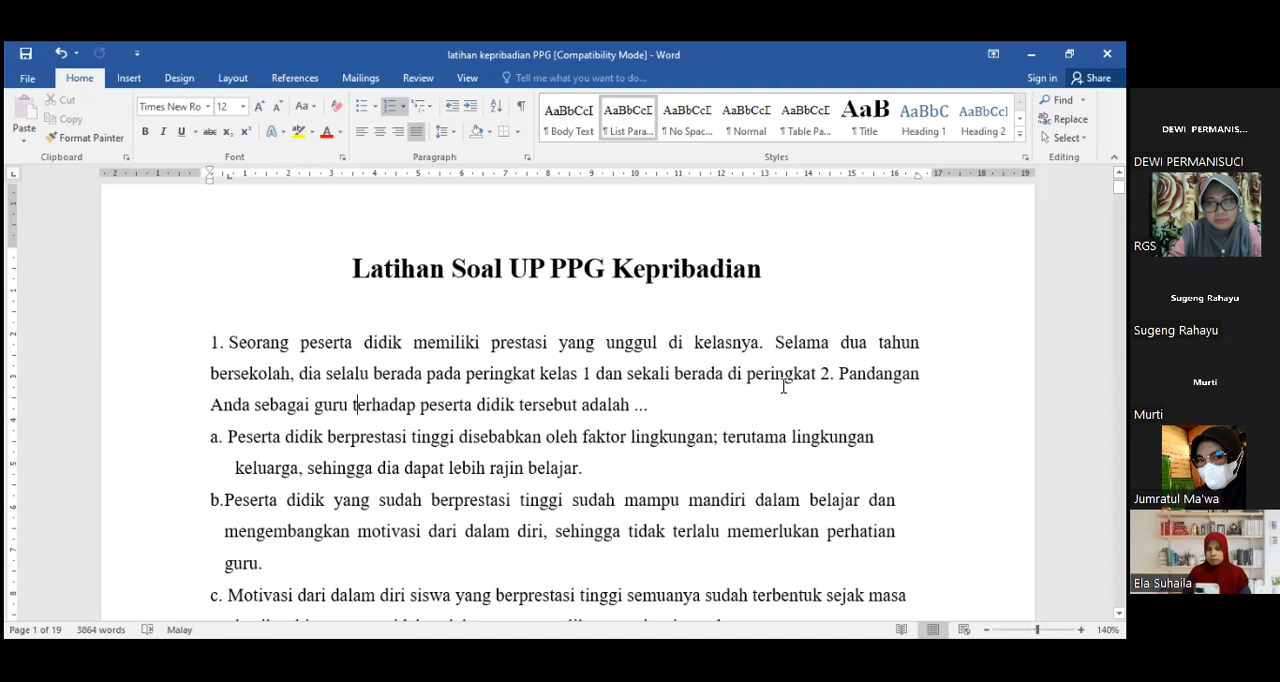 latihan kepribadian PPG [Compatibility Mode] - Word
File Home Insert Design Layout References Mailings Review View Tell me what you want to do... Sign in Share
Cut
Copy
Paste
Format Painter
Clipboard
Times New Ro 12
Font
Paragraph
AaBbCcI AaBbCcI AaBbCcI AaBbCcI AaBbCcI AaB AaBbC AaBbCcI
¶ Body Text ¶ List Para... ¶ No Spac... ¶ Normal ¶ Table Pa... ¶ Title Heading 1 Heading 2
Styles
Find
Replace
Select
Editing
Latihan Soal UP PPG Kepribadian
1. Seorang peserta didik memiliki prestasi yang unggul di kelasnya. Selama dua tahun
bersekolah, dia selalu berada pada peringkat kelas 1 dan sekali berada di peringkat 2. Pandangan
Anda sebagai guru terhadap peserta didik tersebut adalah ...
a. Peserta didik berprestasi tinggi disebabkan oleh faktor lingkungan; terutama lingkungan
keluarga, sehingga dia dapat lebih rajin belajar.
b.Peserta didik yang sudah berprestasi tinggi sudah mampu mandiri dalam belajar dan
mengembangkan motivasi dari dalam diri, sehingga tidak terlalu memerlukan perhatian
guru.
c. Motivasi dari dalam diri siswa yang berprestasi tinggi semuanya sudah terbentuk sejak masa
Page 1 of 19 3864 words Malay 140%
DEWI PERMANIS...
DEWI PERMANISUCI
RGS
Sugeng Rahayu
Sugeng Rahayu
Murti
Murti
Jumratul Ma'wa
Ela Suhaila